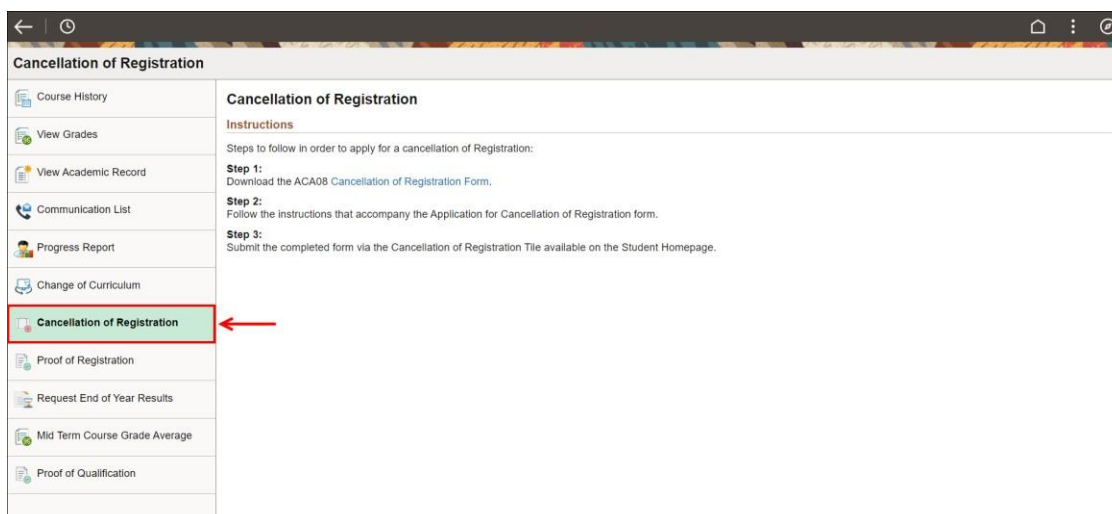 Cancellation of Registration
Course History
View Grades
View Academic Record
Communication List
Progress Report
Change of Curriculum
Cancellation of Registration
Proof of Registration
Request End of Year Results
Mid Term Course Grade Average
Proof of Qualification
Cancellation of Registration
Instructions
Steps to follow in order to apply for a cancellation of Registration:
Step 1:
Download the ACA08 Cancellation of Registration Form.
Step 2:
Follow the instructions that accompany the Application for Cancellation of Registration form.
Step 3:
Submit the completed form via the Cancellation of Registration Tile available on the Student Homepage.